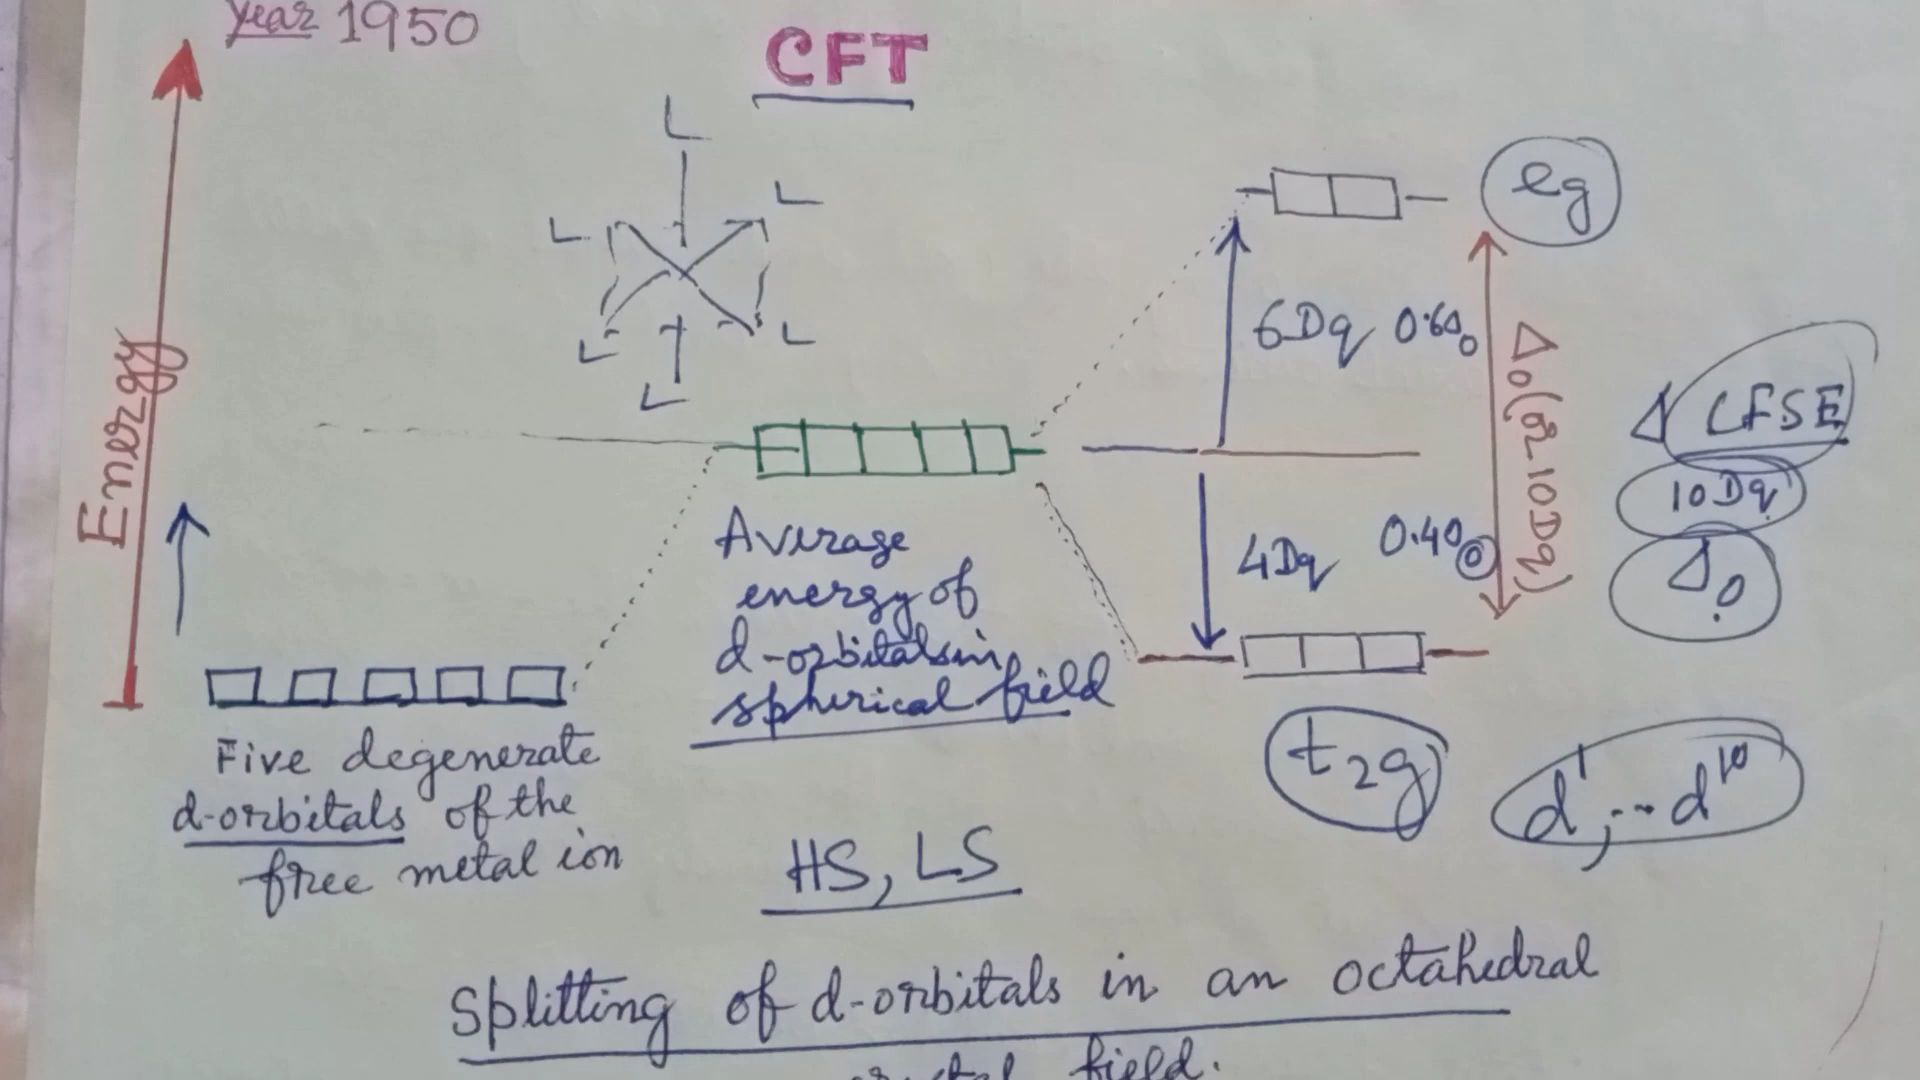 Year 1950
CFT
L
L
L
L
L
L
Energy
eg
6Dq 0.6Δ₀
Δ₀ (or 10Dq)
Δ CFSE
10Dq
Δ₀
4Dq 0.4Δ₀
Average
energy of
d-orbitals in
spherical field
Five degenerate
d-orbitals of the
free metal ion
t₂g
d¹, ... d¹⁰
HS, LS
Splitting of d-orbitals in an octahedral
field.